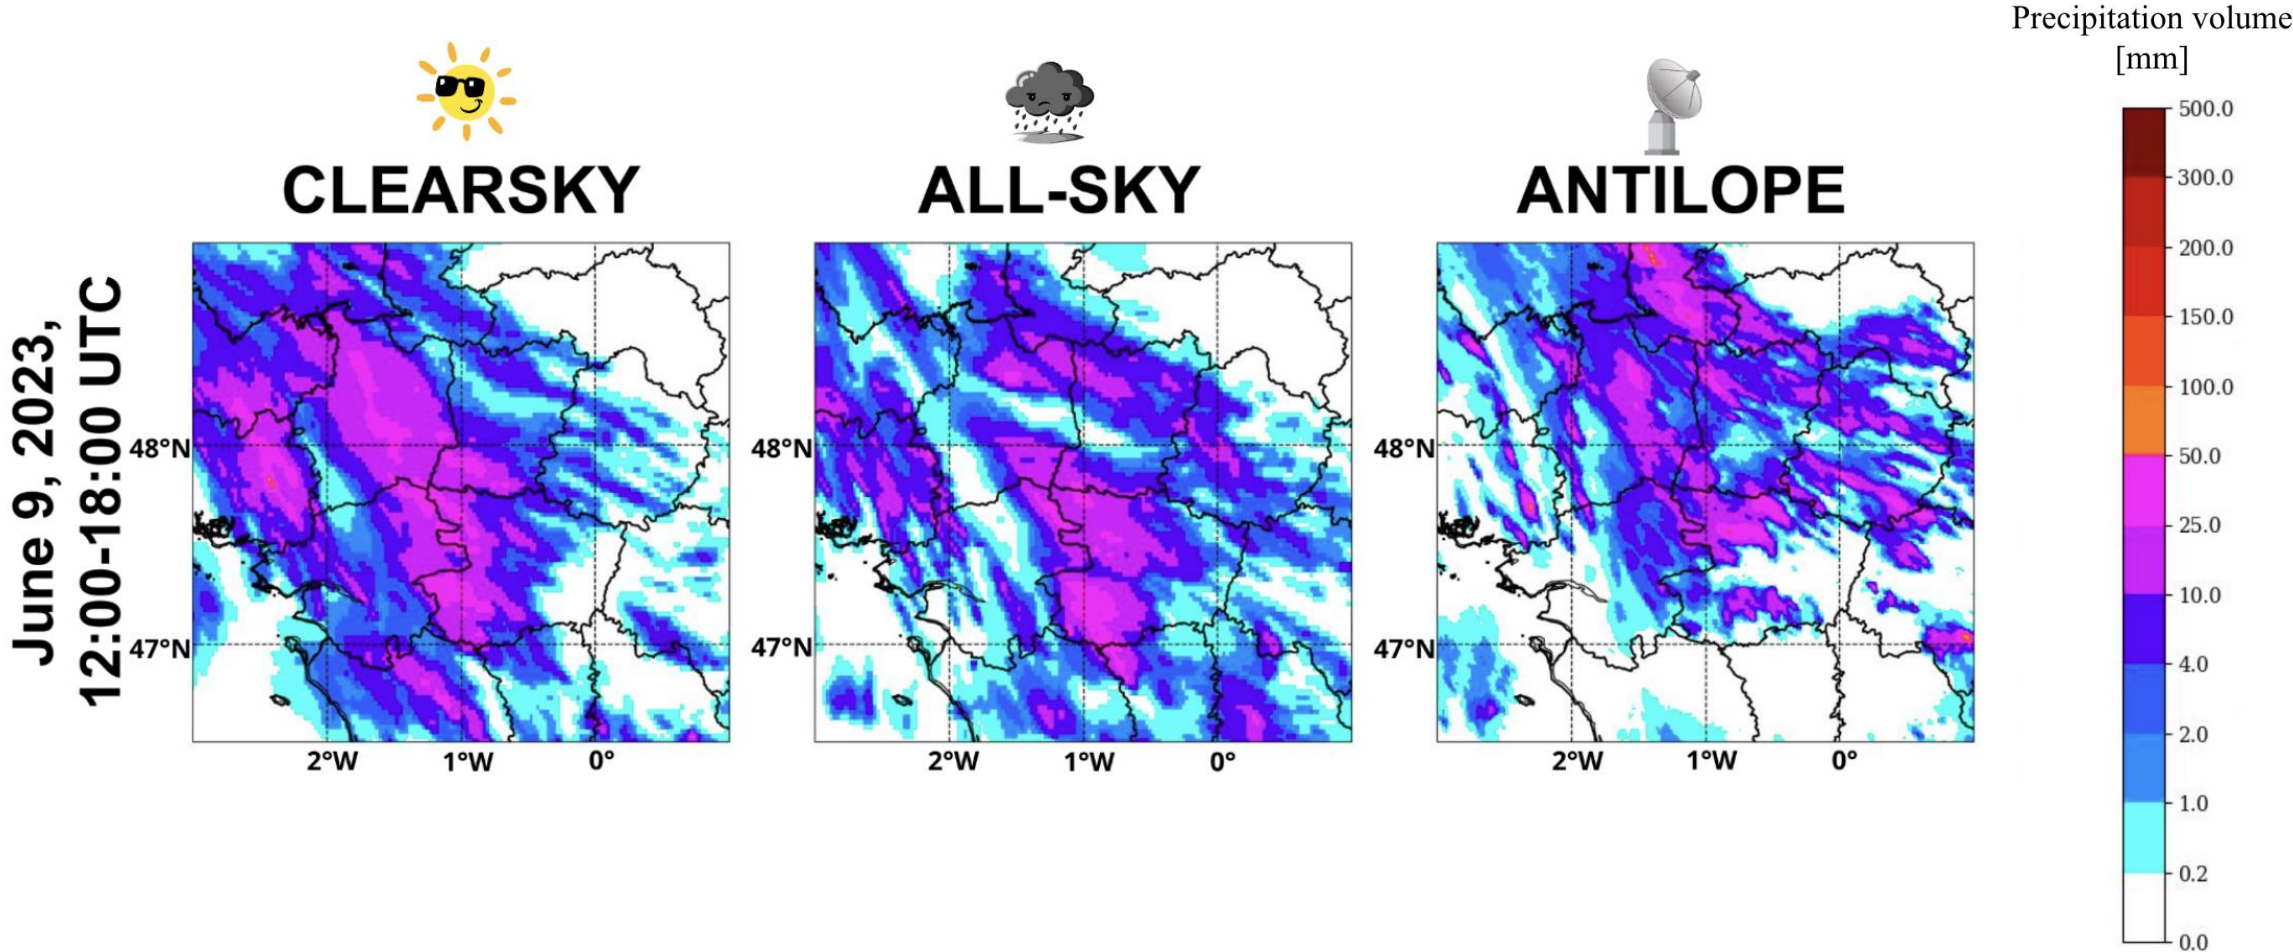 Precipitation volume
[mm]
CLEARSKY
ALL-SKY
ANTILOPE
June 9, 2023,
12:00-18:00 UTC
48°N
47°N
2°W 1°W 0°
48°N
47°N
2°W 1°W 0°
48°N
47°N
2°W 1°W 0°
500.0
300.0
200.0
150.0
100.0
50.0
25.0
10.0
4.0
2.0
1.0
0.2
0.0